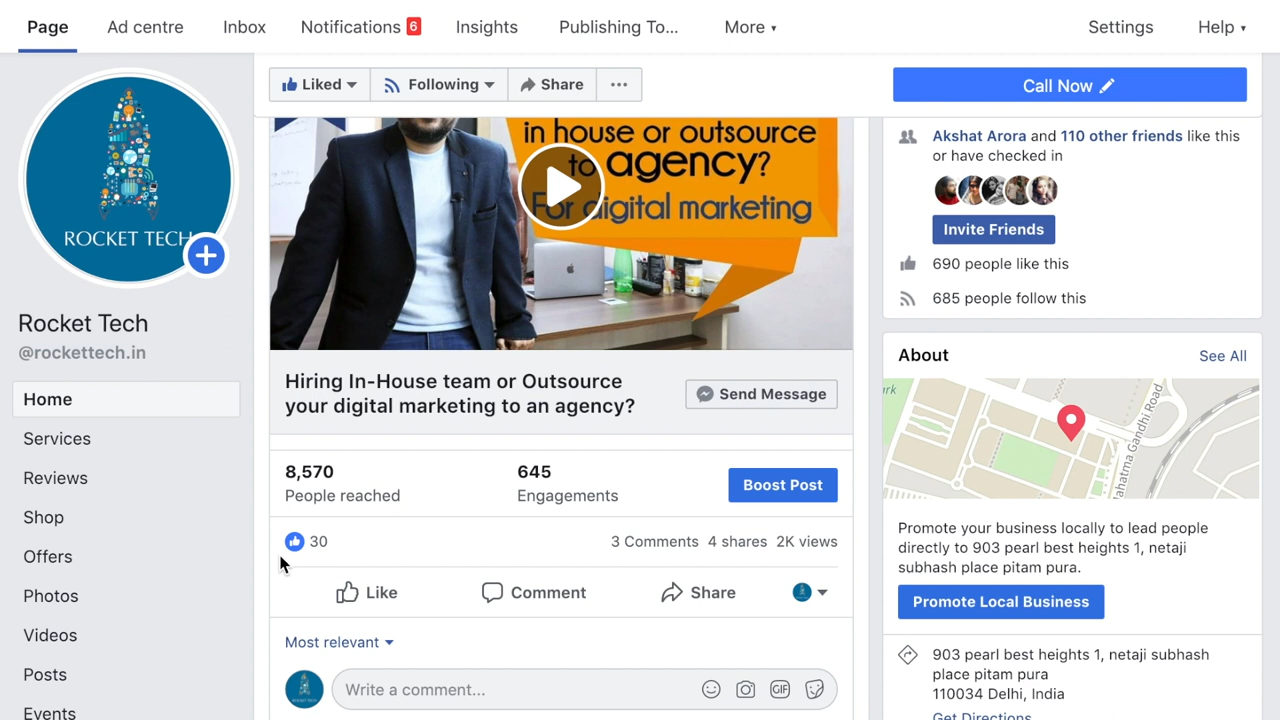 Page
Ad centre
Inbox
Notifications 6
Insights
Publishing To...
More
Settings
Help
ROCKET TECH
Rocket Tech
@rockettech.in
Home
Services
Reviews
Shop
Offers
Photos
Videos
Posts
Events
Liked
Following
Share
...
Call Now
in house or outsource
to agency?
For digital marketing
Hiring In-House team or Outsource
your digital marketing to an agency?
Send Message
8,570
People reached
645
Engagements
Boost Post
30
3 Comments 4 shares 2K views
Like
Comment
Share
Most relevant
ROCKET TECH
Write a comment...
GIF
Akshat Arora and 110 other friends like this
or have checked in
Invite Friends
690 people like this
685 people follow this
About
See All
ark
Mahatma Gandhi Road
Promote your business locally to lead people
directly to 903 pearl best heights 1, netaji
subhash place pitam pura.
Promote Local Business
903 pearl best heights 1, netaji subhash
place pitam pura
110034 Delhi, India
Get Directions